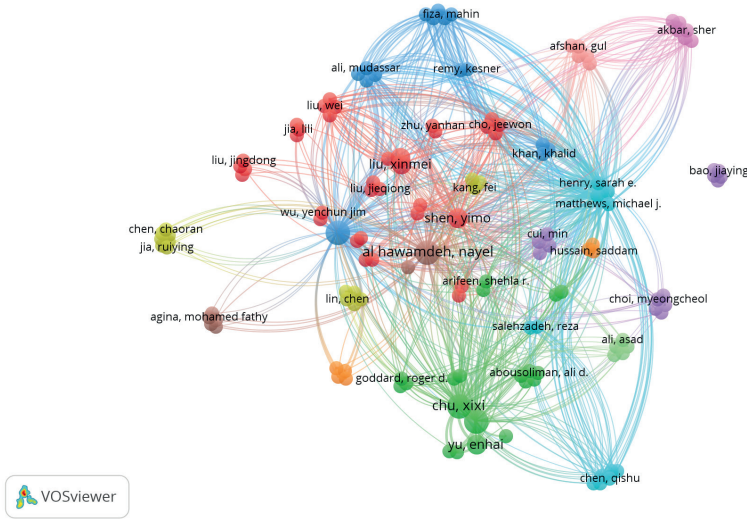 fiza, mahin
akbar, sher
afshan, gul
ali, mudassar
remy, kesner
liu, wei
jia, lili
zhu, yanhan
cho, jeewon
khan, khalid
liu, jingdong
liu, xinmei
bao, jiaying
liu, jieqiong
kang, fei
henry, sarah e.
matthews, michael j.
wu, yenchun jim
shen, yimo
chen, chaoran
jia, ruiying
cui, min
hussain, saddam
al hawamdeh, nayel
arifeen, shehla r.
lin, chen
choi, myeongcheol
agina, mohamed fathy
salehzadeh, reza
ali, asad
goddard, roger d.
abousoliman, ali d.
chu, xixi
yu, enhai
chen, qishu
VOSviewer